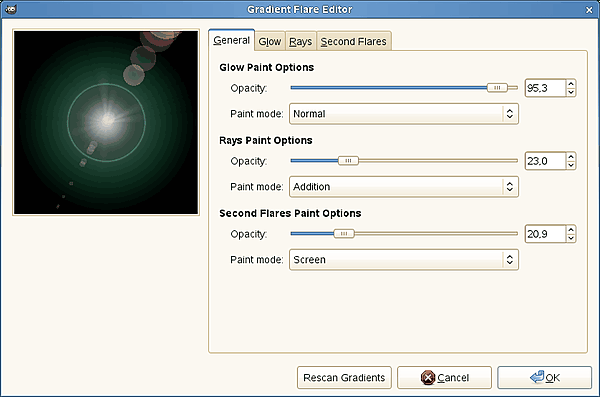 Gradient Flare Editor
General Glow Rays Second Flares
Glow Paint Options
Opacity: 95,3
Paint mode: Normal
Rays Paint Options
Opacity: 23,0
Paint mode: Addition
Second Flares Paint Options
Opacity: 20,9
Paint mode: Screen
Rescan Gradients Cancel OK